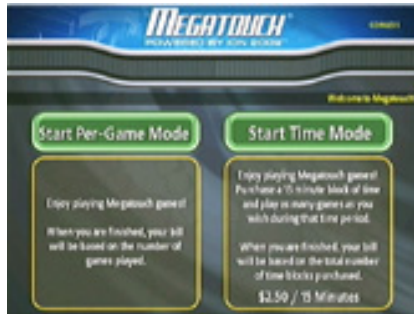 MEGATOUCH
POWERED BY ION 2009
Welcome to Megatouch
Start Per-Game Mode
Enjoy playing Megatouch games!
When you are finished, your bill
will be based on the number of
games played.
Start Time Mode
Enjoy playing Megatouch games!
Purchase a 15 minute block of time
and play as many games as you
wish during that time period.
When you are finished, your bill
will be based on the total number
of time blocks purchased.
$2.50 / 15 Minutes